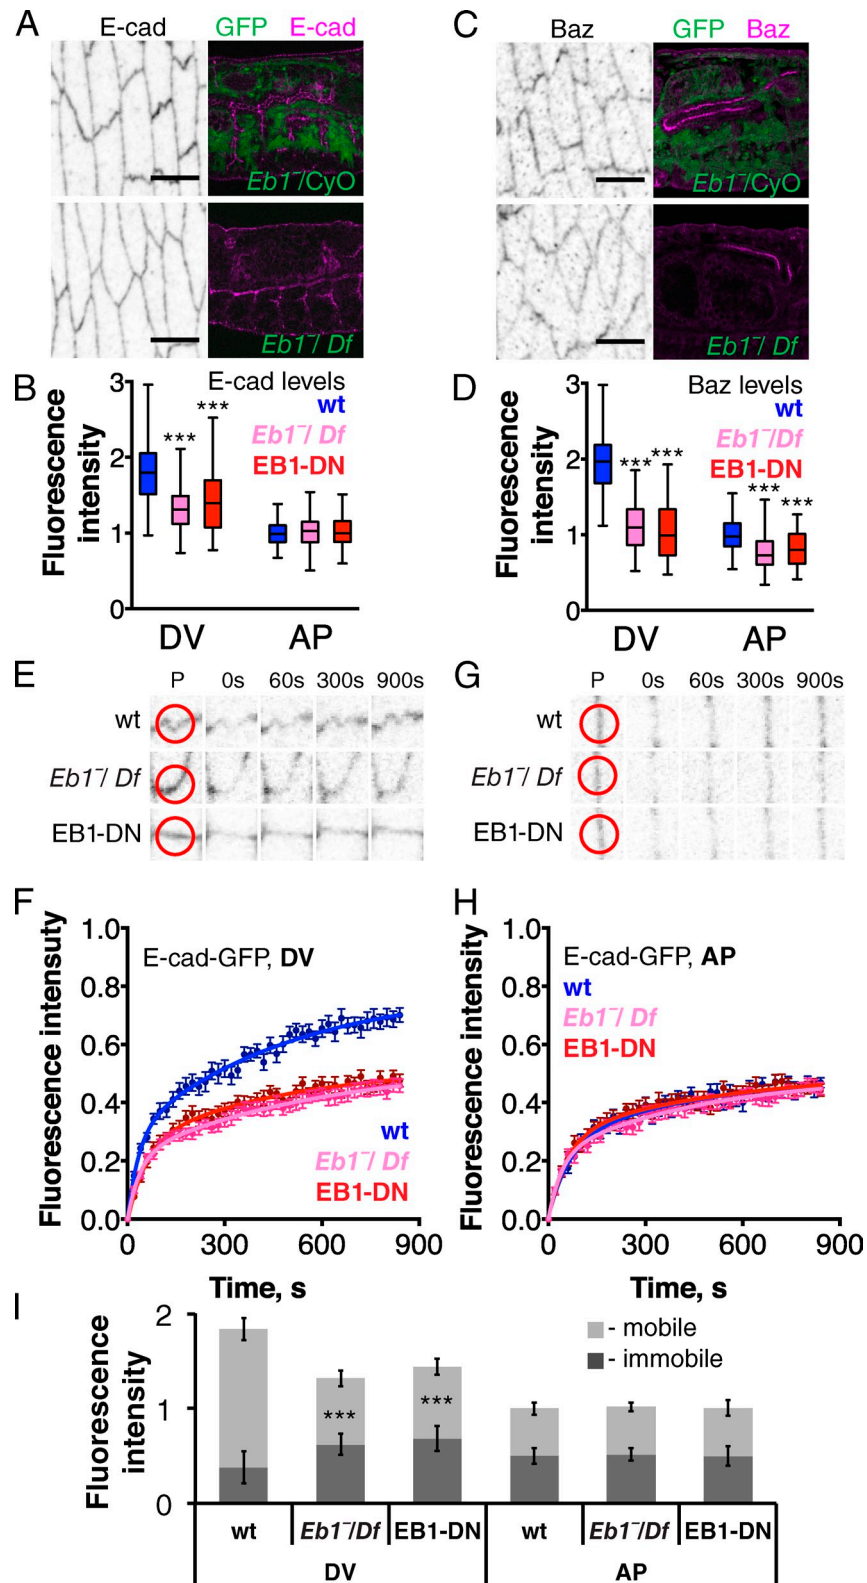 A E-cad GFP E-cad
Eb1⁻/CyO
Eb1⁻/ Df
C Baz GFP Baz
Eb1⁻/CyO
Eb1⁻/ Df
B
Fluorescence
intensity
3
2
1
0
E-cad levels
wt
Eb1⁻/ Df
EB1-DN
***
***
DV AP
D
Fluorescence
intensity
3
2
1
0
Baz levels
wt
Eb1⁻/Df
EB1-DN
***
***
***
***
DV AP
E P 0s 60s 300s 900s
wt
Eb1⁻/ Df
EB1-DN
G P 0s 60s 300s 900s
wt
Eb1⁻/ Df
EB1-DN
F
Fluorescence intensuty
1.0
0.8
0.6
0.4
0.2
0.0
E-cad-GFP, DV
wt
Eb1⁻/ Df
EB1-DN
0 300 600 900
Time, s
H
Fluorescence intensity
1.0
0.8
0.6
0.4
0.2
0.0
E-cad-GFP, AP
wt
Eb1⁻/ Df
EB1-DN
0 300 600 900
Time, s
I
Fluorescence
intensity
2
1
0
- mobile
- immobile
***
***
wt Eb1⁻/Df EB1-DN wt Eb1⁻/Df EB1-DN
DV AP